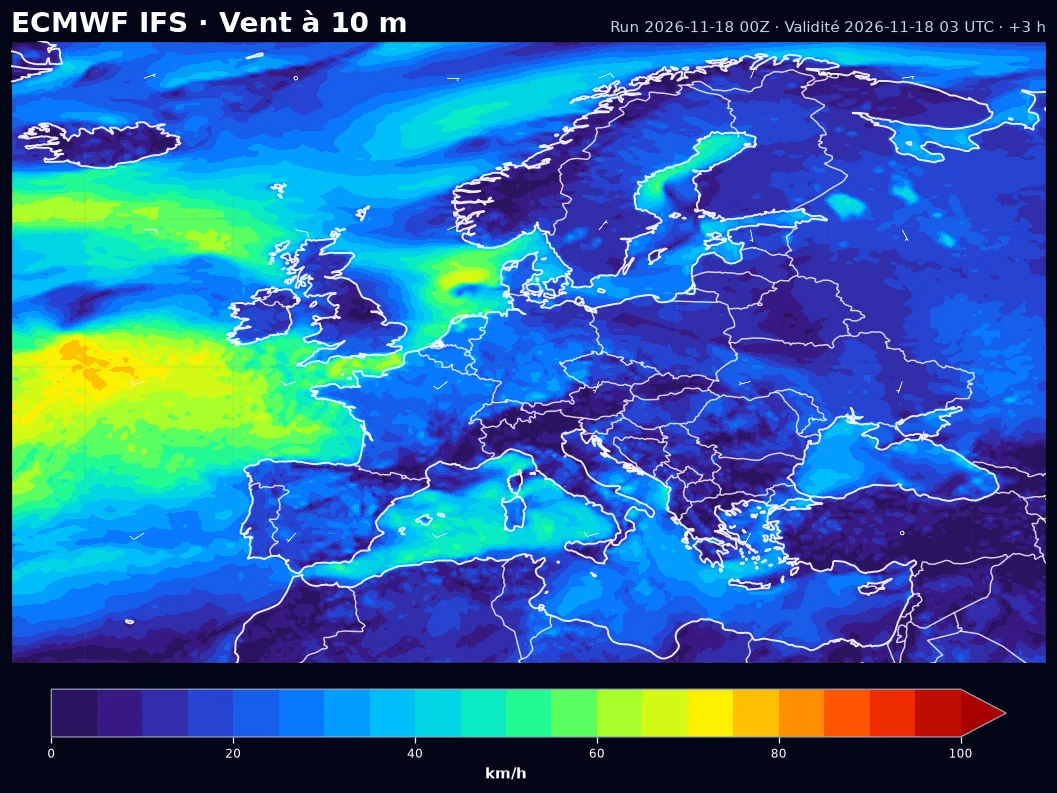 ECMWF IFS · Vent à 10 m
Run 2026-11-18 00Z · Validité 2026-11-18 03 UTC · +3 h
0 20 40 60 80 100
km/h